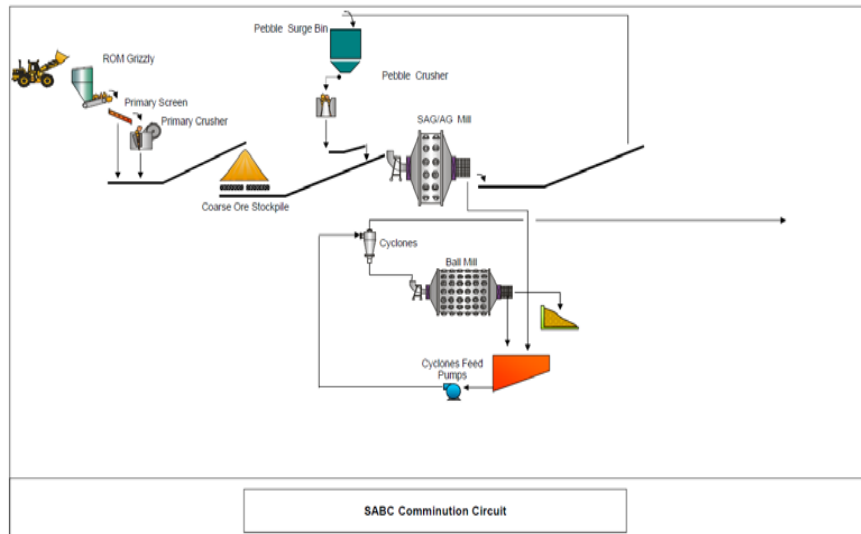 Pebble Surge Bin
ROM Grizzly
Pebble Crusher
Primary Screen
SAG/AG Mill
Primary Crusher
Coarse Ore Stockpile
Cyclones
Ball Mill
Cyclones Feed
Pumps
SABC Comminution Circuit